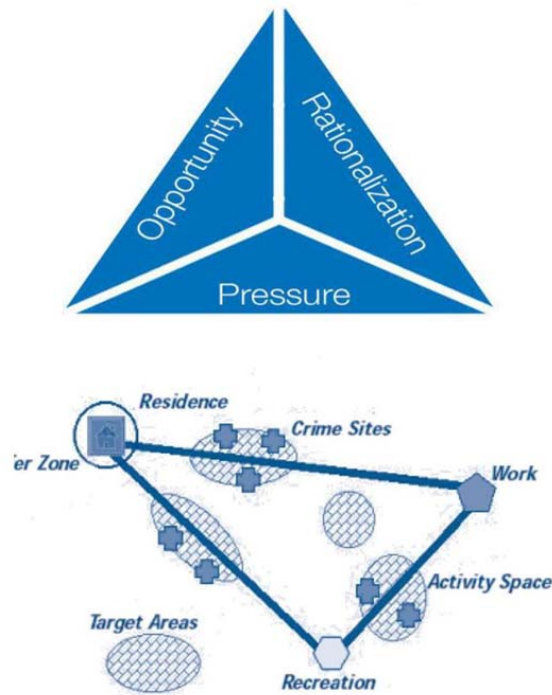 Opportunity
Rationalization
Pressure
Residence
Crime Sites
er Zone
Work
Activity Space
Target Areas
Recreation